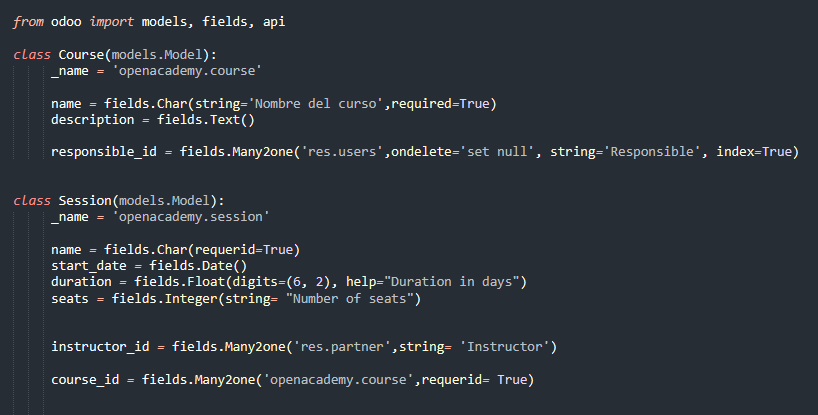 from odoo import models, fields, api
class Course(models.Model):
_name = 'openacademy.course'
name = fields.Char(string='Nombre del curso',required=True)
description = fields.Text()
responsible_id = fields.Many2one('res.users',ondelete='set null', string='Responsible', index=True)
class Session(models.Model):
_name = 'openacademy.session'
name = fields.Char(requerid=True)
start_date = fields.Date()
duration = fields.Float(digits=(6, 2), help="Duration in days")
seats = fields.Integer(string= "Number of seats")
instructor_id = fields.Many2one('res.partner',string= 'Instructor')
course_id = fields.Many2one('openacademy.course',requerid= True)